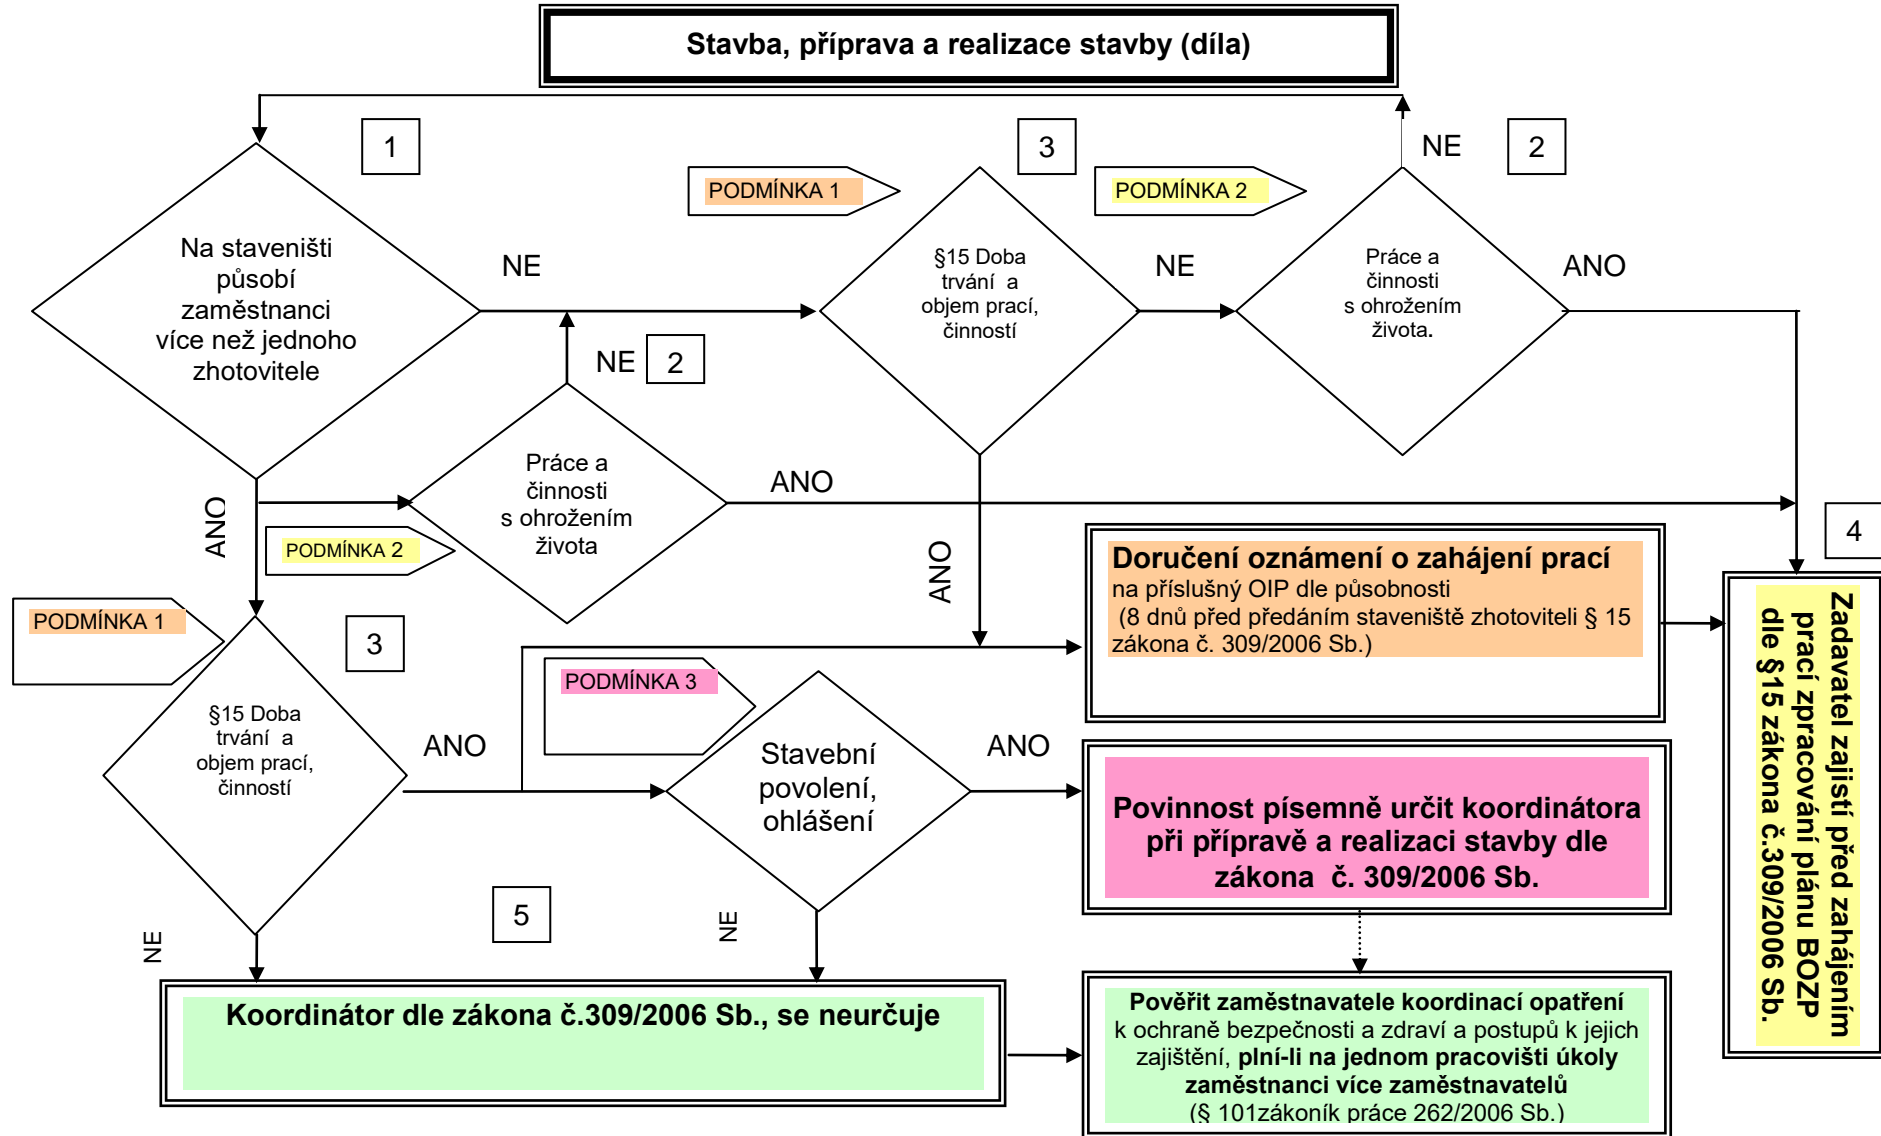 Stavba, příprava a realizace stavby (díla)
1
3
NE
2
PODMÍNKA 1
PODMÍNKA 2
Na staveništi
působí
zaměstnanci
více než jednoho
zhotovitele
NE
§15 Doba
trvání a
objem prací,
činností
NE
Práce a
činnosti
s ohrožením
života.
ANO
NE
2
Práce a
činnosti
s ohrožením
života
ANO
ANO
PODMÍNKA 2
ANO
Doručení oznámení o zahájení prací
na příslušný OIP dle působnosti
(8 dnů před předáním staveniště zhotoviteli § 15
zákona č. 309/2006 Sb.)
4
Zadavatel zajistí před zahájením
prací zpracování plánu BOZP
dle §15 zákona č.309/2006 Sb.
PODMÍNKA 1
3
PODMÍNKA 3
§15 Doba
trvání a
objem prací,
činností
ANO
Stavební
povolení,
ohlášení
ANO
Povinnost písemně určit koordinátora
při přípravě a realizaci stavby dle
zákona č. 309/2006 Sb.
5
NE
NE
Koordinátor dle zákona č.309/2006 Sb., se neurčuje
Pověřit zaměstnavatele koordinací opatření
k ochraně bezpečnosti a zdraví a postupů k jejich
zajištění, plní-li na jednom pracovišti úkoly
zaměstnanci více zaměstnavatelů
(§ 101zákoník práce 262/2006 Sb.)